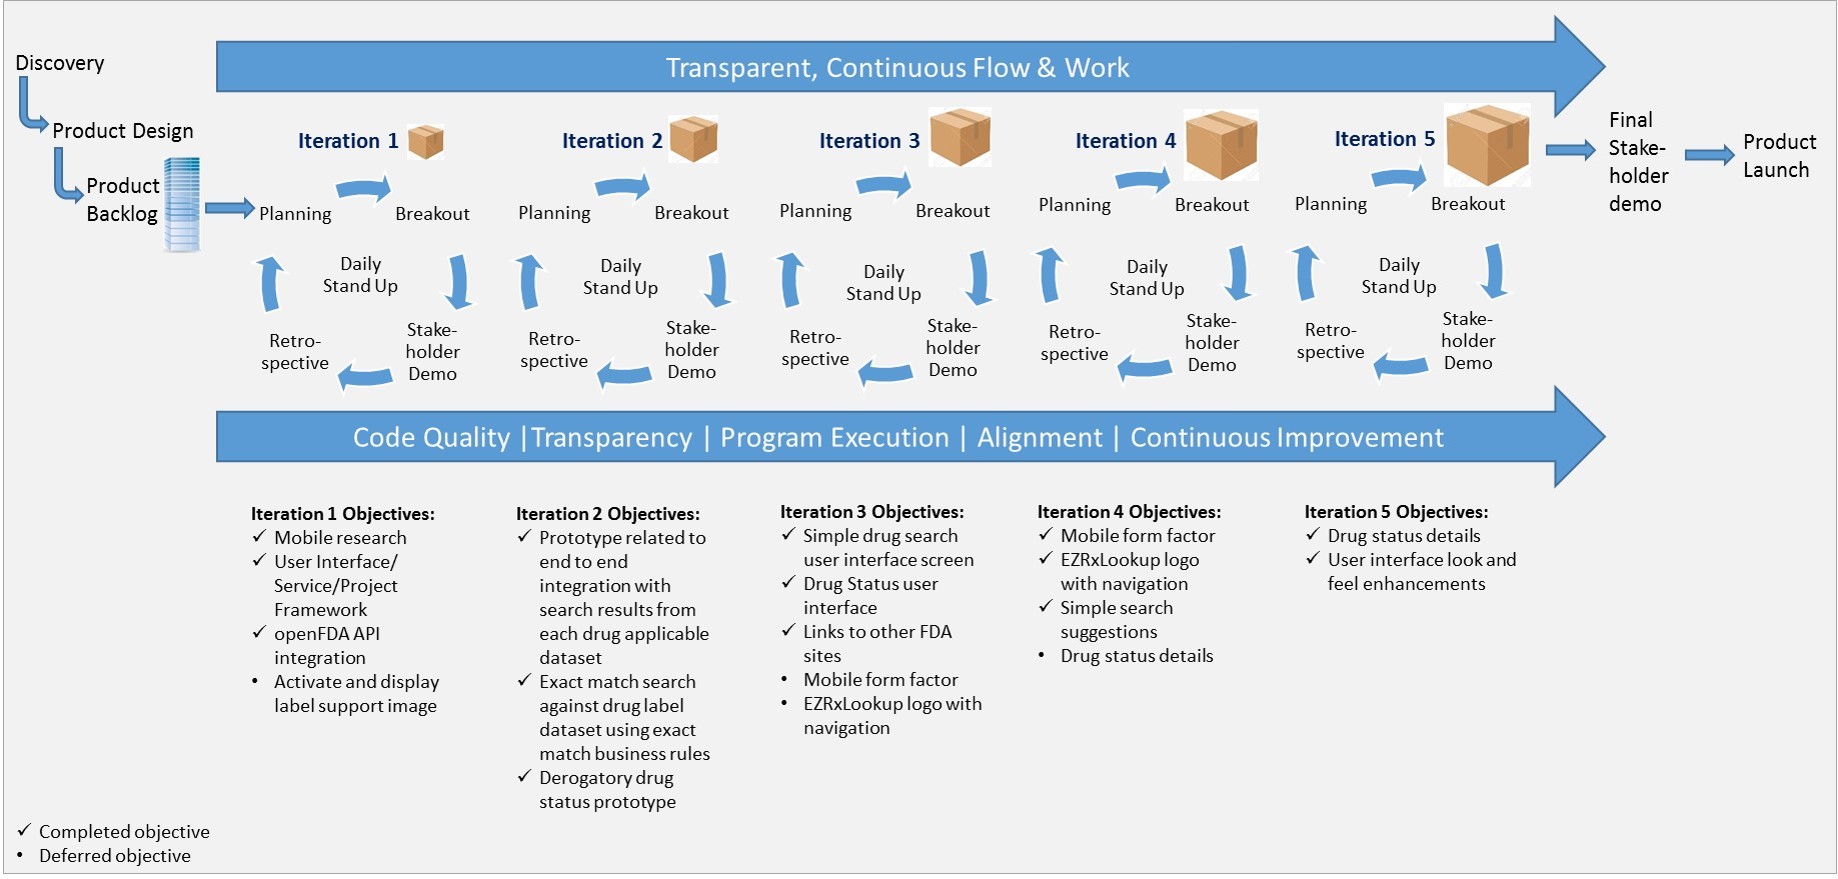 Transparent, Continuous Flow & Work
Discovery
Product Design
Product
Backlog
Iteration 1
Planning
Breakout
Daily
Stand Up
Retro-
spective
Stake-
holder
Demo
Iteration 2
Planning
Breakout
Daily
Stand Up
Retro-
spective
Stake-
holder
Demo
Iteration 3
Planning
Breakout
Daily
Stand Up
Retro-
spective
Stake-
holder
Demo
Iteration 4
Planning
Breakout
Daily
Stand Up
Retro-
spective
Stake-
holder
Demo
Iteration 5
Planning
Breakout
Daily
Stand Up
Retro-
spective
Stake-
holder
Demo
Final
Stake-
holder
demo
Product
Launch
Code Quality |Transparency | Program Execution | Alignment | Continuous Improvement
Iteration 1 Objectives:
✓ Mobile research
✓ User Interface/
Service/Project
Framework
✓ openFDA API
integration
• Activate and display
label support image
Iteration 2 Objectives:
✓ Prototype related to
end to end
integration with
search results from
each drug applicable
dataset
✓ Exact match search
against drug label
dataset using exact
match business rules
✓ Derogatory drug
status prototype
Iteration 3 Objectives:
✓ Simple drug search
user interface screen
✓ Drug Status user
interface
✓ Links to other FDA
sites
• Mobile form factor
• EZRxLookup logo with
navigation
Iteration 4 Objectives:
✓ Mobile form factor
✓ EZRxLookup logo
with navigation
✓ Simple search
suggestions
• Drug status details
Iteration 5 Objectives:
✓ Drug status details
✓ User interface look and
feel enhancements
✓ Completed objective
• Deferred objective